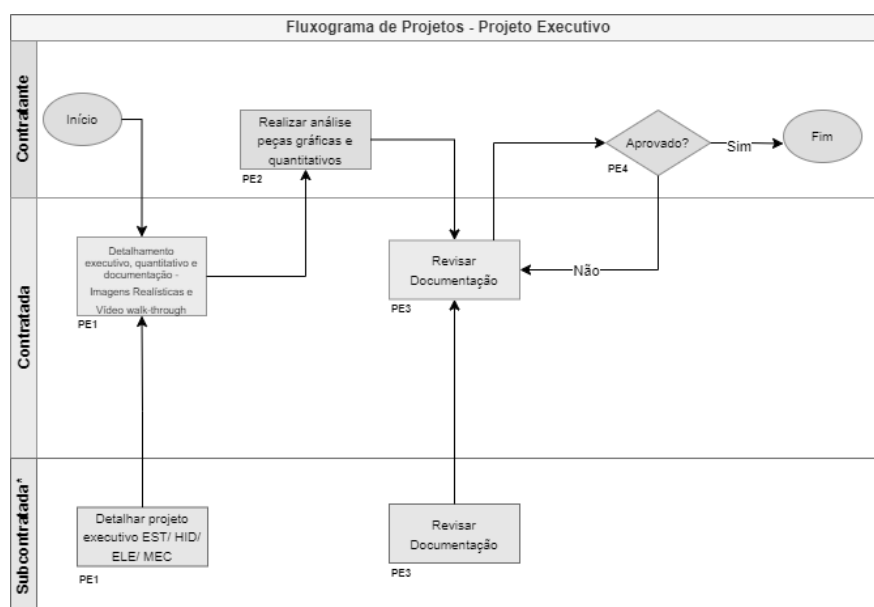 Fluxograma de Projetos - Projeto Executivo
Contratante
Início
Realizar análise
peças gráficas e
quantitativos
PE2
Aprovado?
PE4
Sim
Fim
Contratada
Detalhamento
executivo, quantitativo e
documentação -
Imagens Realísticas e
Vídeo walk-through
PE1
Revisar
Documentação
PE3
Não
Subcontratada*
Detalhar projeto
executivo EST/ HID/
ELE/ MEC
PE1
Revisar
Documentação
PE3